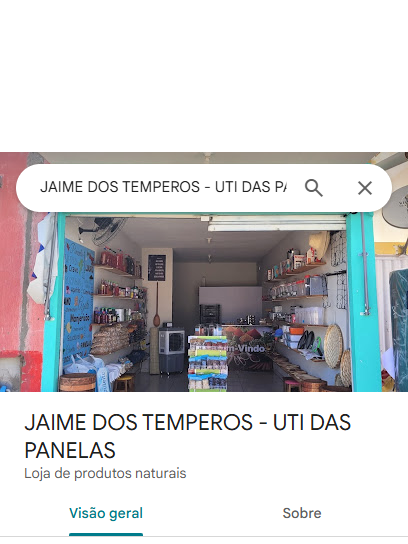 JAIME DOS TEMPEROS - UTI DAS PA
Manjericão
m-Vindo
JAIME DOS TEMPEROS - UTI DAS
PANELAS
Loja de produtos naturais
Visão geral
Sobre